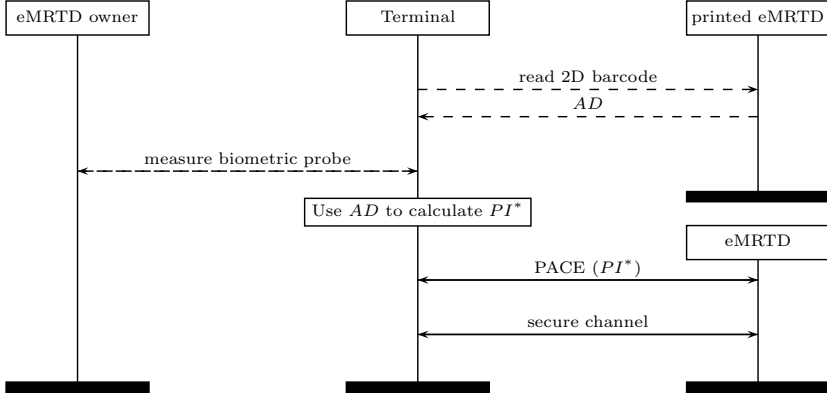 eMRTD owner
Terminal
printed eMRTD
read 2D barcode
AD
measure biometric probe
Use AD to calculate PI*
eMRTD
PACE (PI*)
secure channel